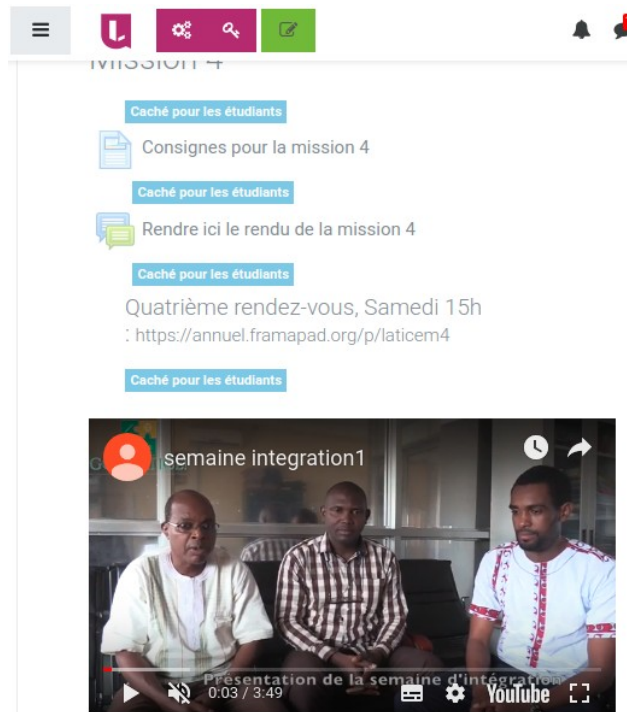 Mission 4
Caché pour les étudiants
Consignes pour la mission 4
Caché pour les étudiants
Rendre ici le rendu de la mission 4
Caché pour les étudiants
Quatrième rendez-vous, Samedi 15h
: https://annuel.framapad.org/p/laticem4
Caché pour les étudiants
semaine integration1
Présentation de la semaine d'intégration
0:03 / 3:49
YouTube